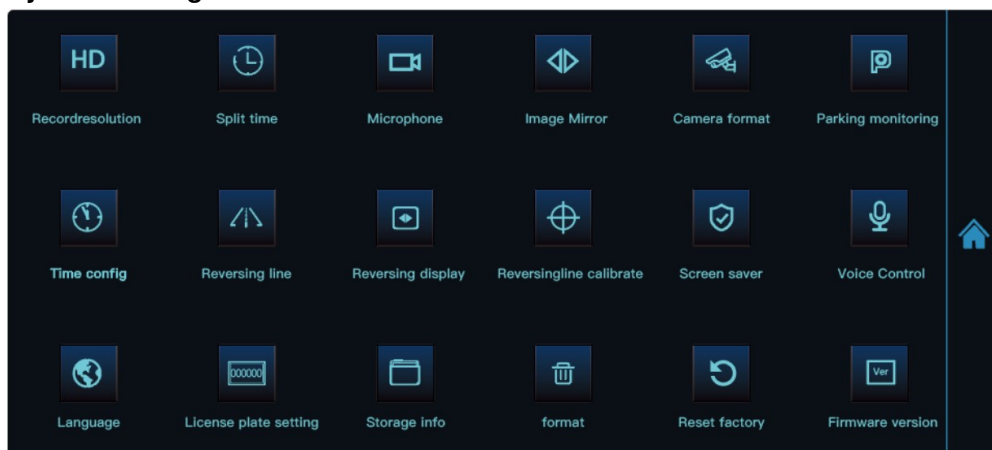 HD
Recordresolution
Split time
Microphone
Image Mirror
Camera format
P
Parking monitoring
Time config
Reversing line
Reversing display
Reversingline calibrate
Screen saver
Voice Control
Language
000000
License plate setting
Storage info
format
Reset factory
Ver
Firmware version